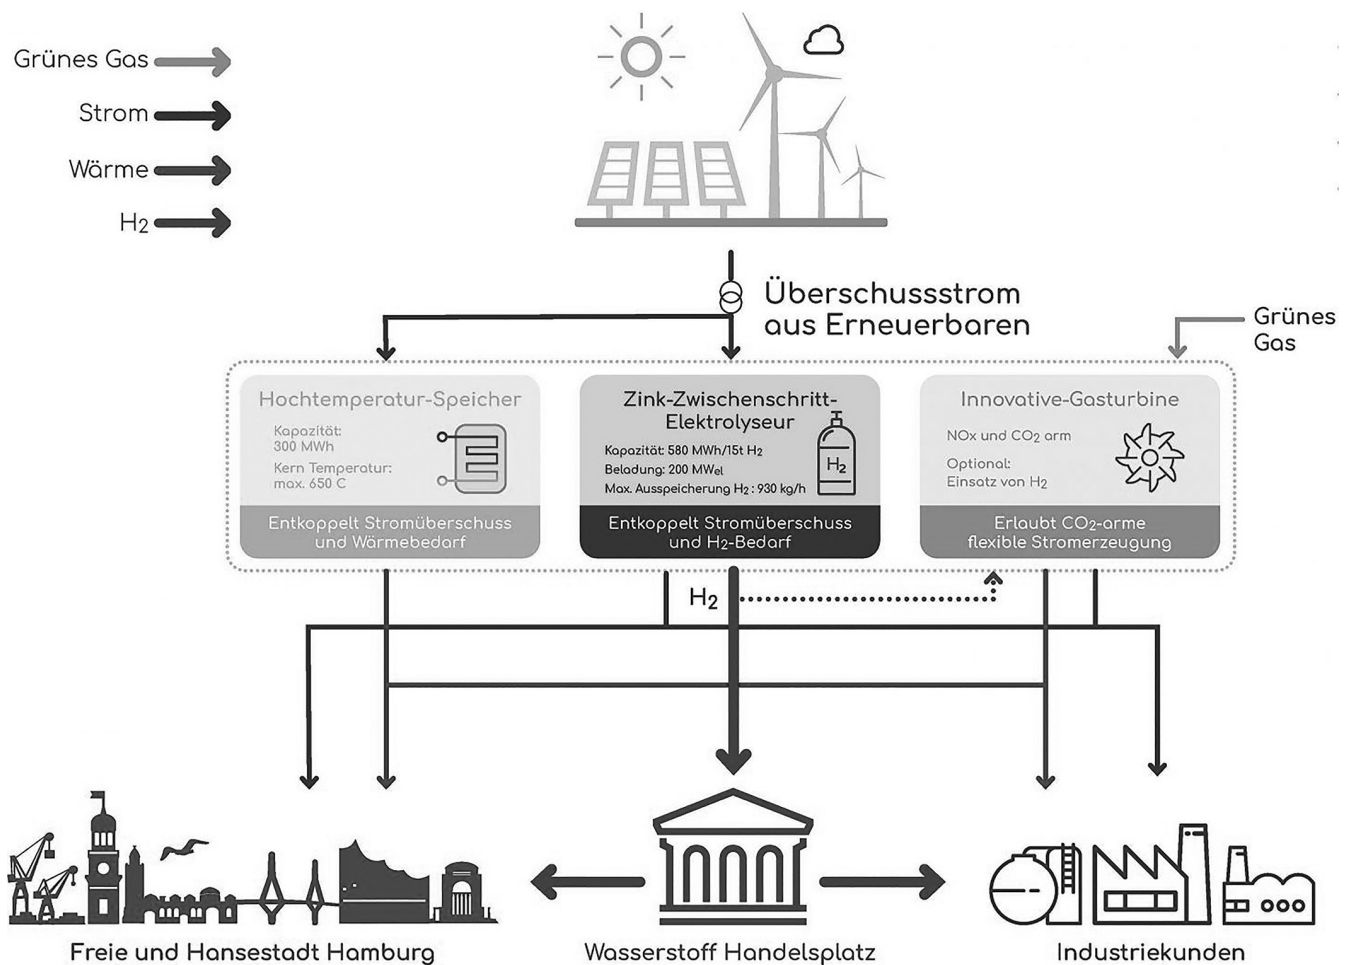 Grünes Gas
Strom
Wärme
H₂
Überschussstrom
aus Erneuerbaren
Grünes
Gas
Hochtemperatur-Speicher
Kapazität:
300 MWh
Kern Temperatur:
max. 650 C
Entkoppelt Stromüberschuss
und Wärmebedarf
Zink-Zwischenschritt-
Elektrolyseur
Kapazität: 580 MWh/15t H₂
Beladung: 200 MWel
Max. Ausspeicherung H₂ : 930 kg/h
H₂
Entkoppelt Stromüberschuss
und H₂-Bedarf
Innovative-Gasturbine
NOx und CO₂ arm
Optional:
Einsatz von H₂
Erlaubt CO₂-arme
flexible Stromerzeugung
H₂
Freie und Hansestadt Hamburg
Wasserstoff Handelsplatz
Industriekunden